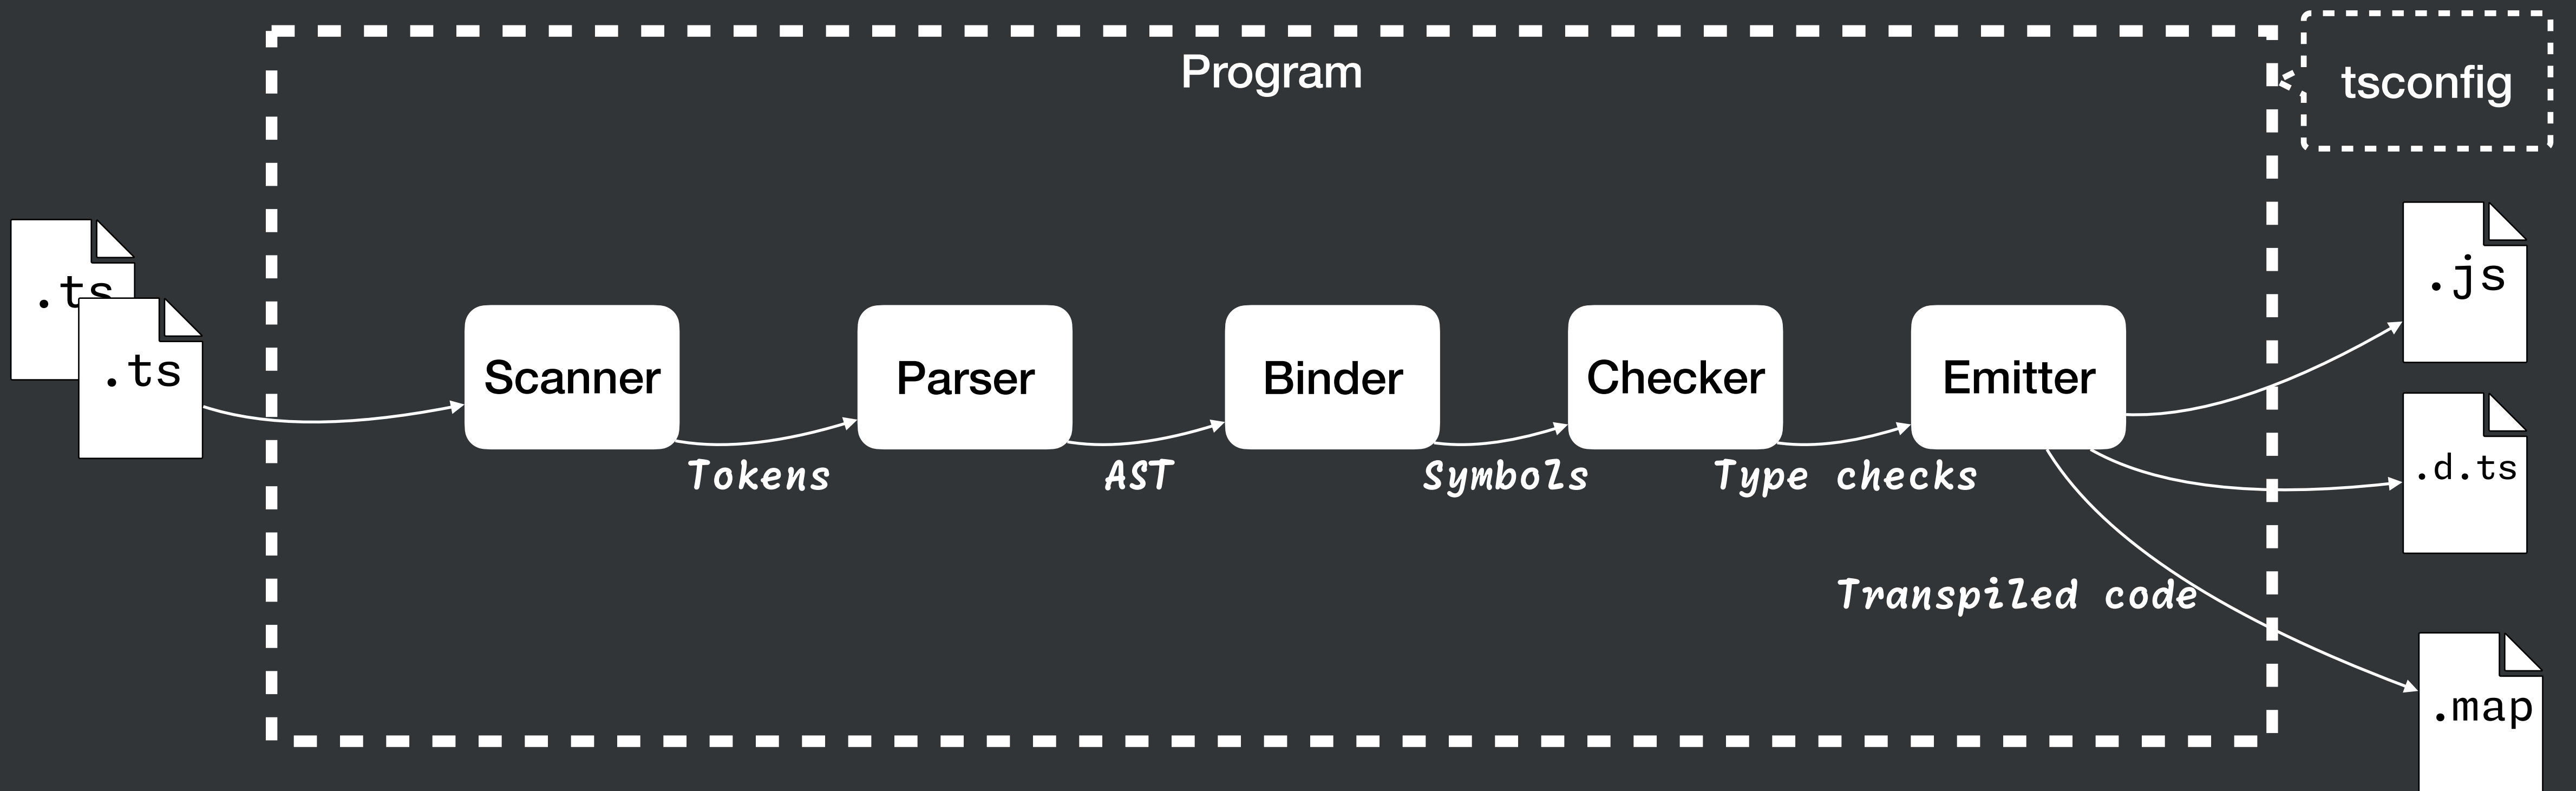 Program
tsconfig
.ts
.ts
Scanner
Parser
Binder
Checker
Emitter
Tokens
AST
Symbols
Type checks
Transpiled code
.js
.d.ts
.map